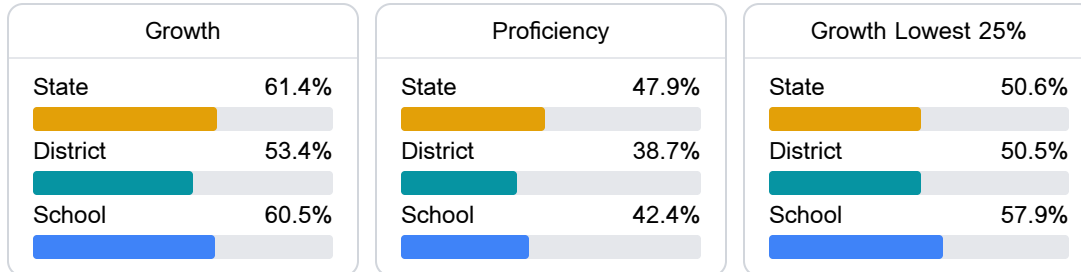 Growth
State 61.4%
District 53.4%
School 60.5%
Proficiency
State 47.9%
District 38.7%
School 42.4%
Growth Lowest 25%
State 50.6%
District 50.5%
School 57.9%